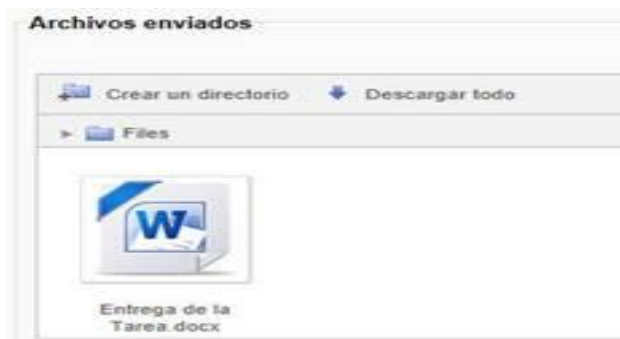 Archivos enviados
Crear un directorio Descargar todo
Files
W
Entrega de la
Tarea.docx